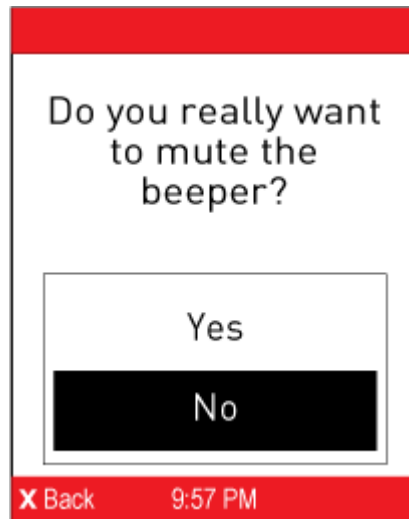 Do you really want
to mute the
beeper?
Yes
No
X Back 9:57 PM